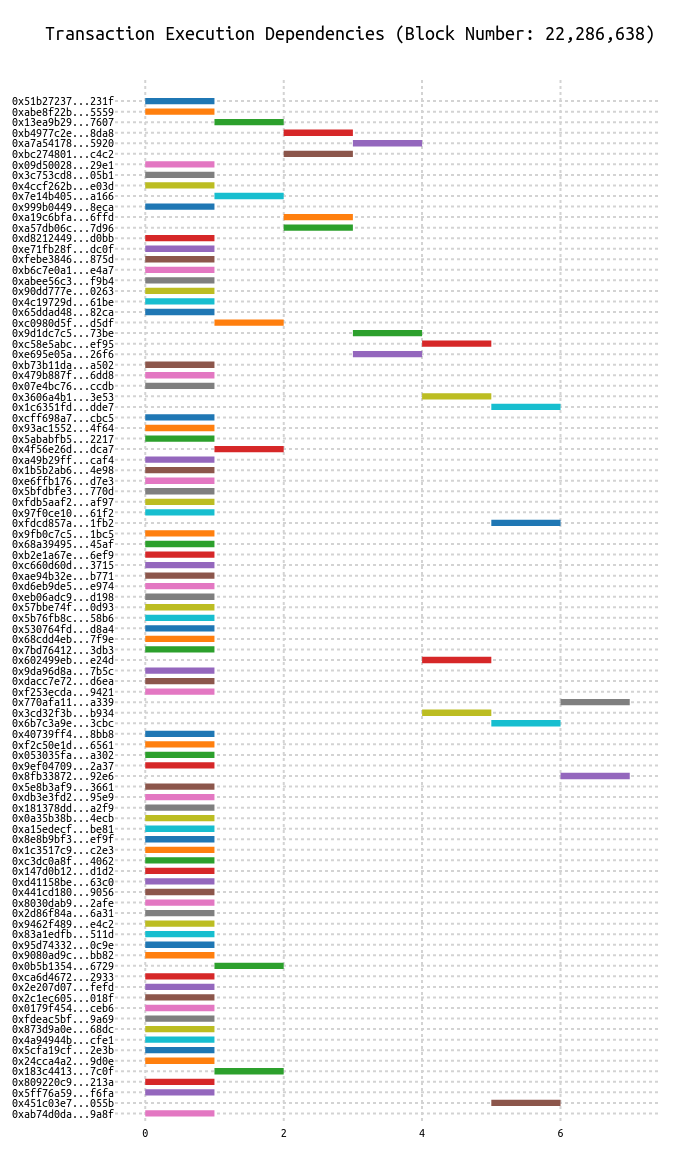 Transaction Execution Dependencies (Block Number: 22,286,638)
0x51b27237...231f
0xabe8f22b...5559
0x13ea9b29...7607
0xb4977c2e...8da8
0xa7a54178...5920
0xbc274801...c4c2
0x09d50028...29e1
0x3c753cd8...05b1
0x4ccf262b...e03d
0x7e14b405...a166
0x999b0449...8eca
0xa19c6bfa...6ffd
0xa57db06c...7d96
0xd8212449...d0bb
0xe71fb28f...dc0f
0xfebe3846...875d
0xb6c7e0a1...e4a7
0xabee56c3...f9b4
0x90dd777e...0263
0x4c19729d...61be
0x65ddad48...82ca
0xc0980d5f...d5df
0x9d1dc7c5...73be
0xc58e5abc...ef95
0xe695e05a...26f6
0xb73b11da...a502
0x479b887f...6dd8
0x07e4bc76...ccdb
0x3606a4b1...3e53
0x1c6351fd...dde7
0xcff698a7...cbc5
0x93ac1552...4f64
0x5ababfb5...2217
0x4f56e26d...dca7
0xa49b29ff...caf4
0x1b5b2ab6...4e98
0xe6ffb176...d7e3
0x5bfdbfe3...770d
0xfdb5aaf2...af97
0x97f0ce10...61f2
0xfdcd857a...1fb2
0x9fb0c7c5...1bc5
0x68a39495...45af
0xb2e1a67e...6ef9
0xc660d60d...3715
0xae94b32e...b771
0xd6eb9de5...e974
0xeb06adc9...d198
0x57bbe74f...0d93
0x5b76fb8c...58b6
0x530764fd...d8a4
0x68cdd4eb...7f9e
0x7bd76412...3db3
0x602499eb...e24d
0x9da96d8a...7b5c
0xdacc7e72...d6ea
0xf253ecda...9421
0x770afa11...a339
0x3cd32f3b...b934
0x6b7c3a9e...3cbc
0x40739ff4...8bb8
0xf2c50e1d...6561
0x053035fa...a302
0x9ef04709...2a37
0x8fb33872...92e6
0x5e8b3af9...3661
0xdb3e3fd2...95e9
0x181378dd...a2f9
0x0a35b38b...4ecb
0xa15edecf...be81
0x8e8b9bf3...ef9f
0x1c3517c9...c2e3
0xc3dc0a8f...4062
0x147d0b12...d1d2
0xd41158be...63c0
0x441cd180...9056
0x8030dab9...2afe
0x2d86f84a...6a31
0x9462f489...e4c2
0x83a1edfb...511d
0x95d74332...0c9e
0x9080ad9c...bb82
0x0b5b1354...6729
0xca6d4672...2933
0x2e207d07...fefd
0x2c1ec605...018f
0x0179f454...ceb6
0xfdeac5bf...9a69
0x873d9a0e...68dc
0x4a94944b...cfe1
0x5cfa19cf...2e3b
0x24cca4a2...9d0e
0x183c4413...7c0f
0x809220c9...213a
0x5ff76a59...f6fa
0x451c03e7...055b
0xab74d0da...9a8f
0 2 4 6